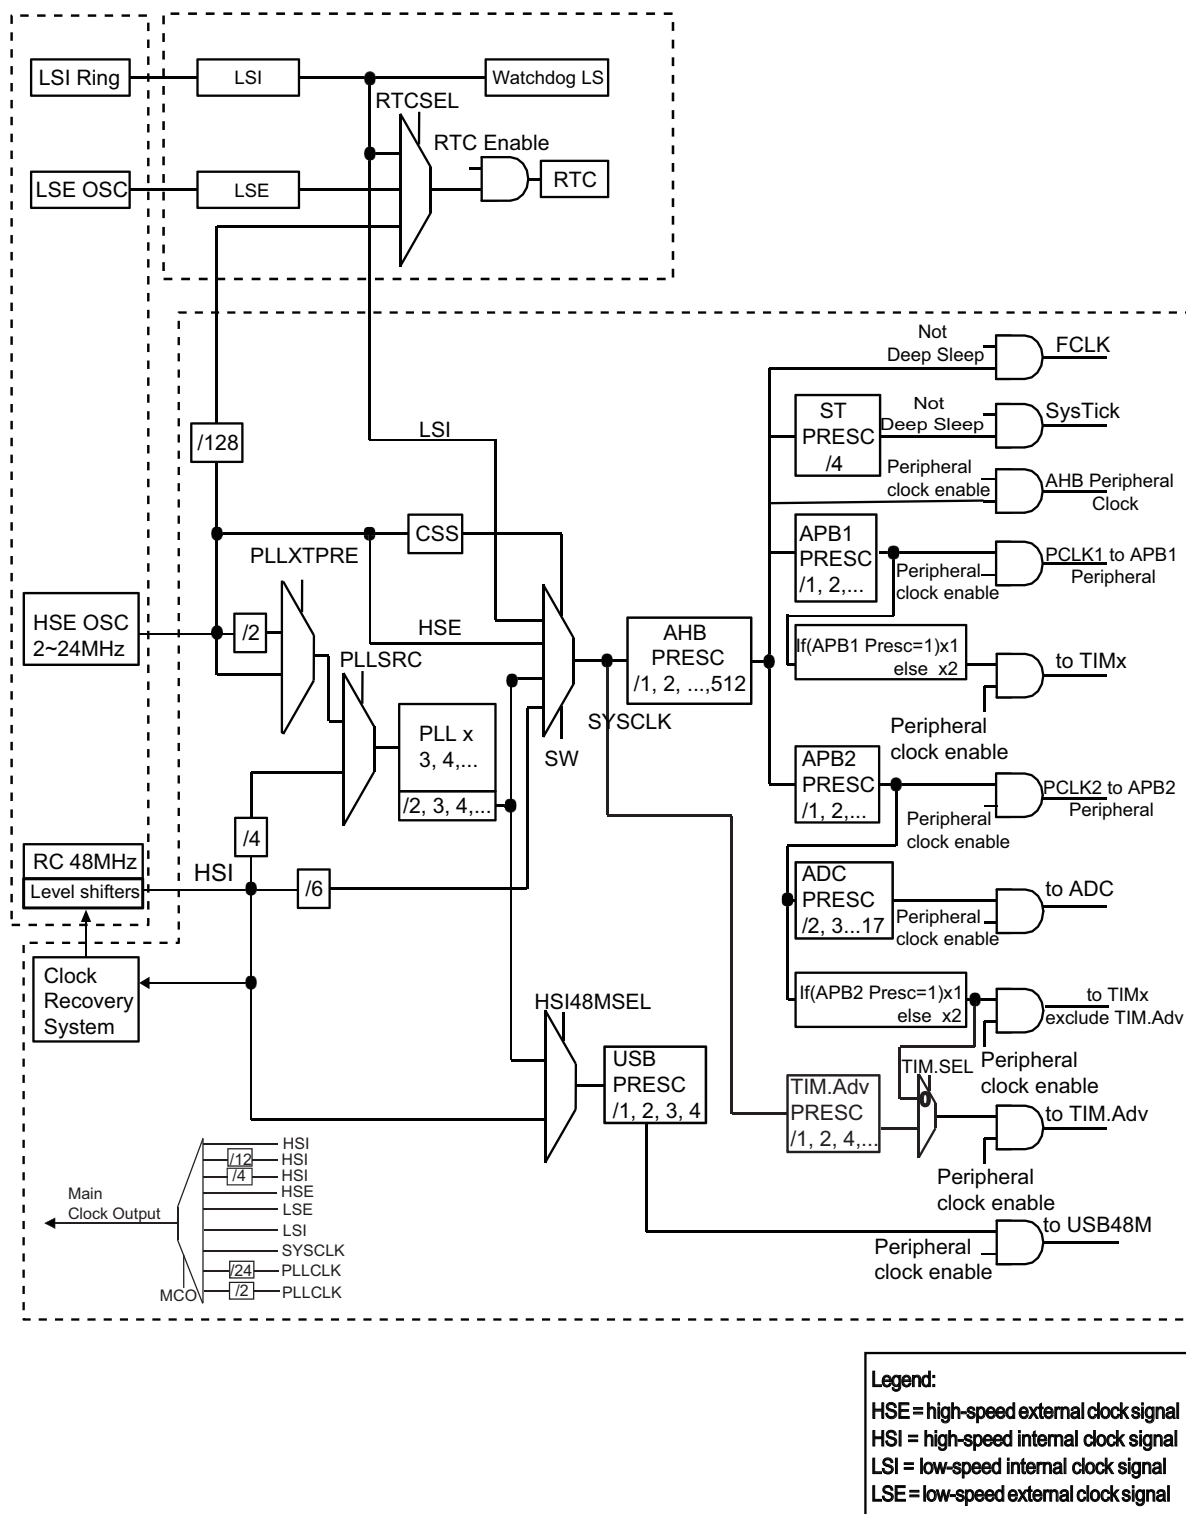 LSI Ring
LSI
Watchdog LS
RTCSEL
RTC Enable
LSE OSC
LSE
RTC
Not
Deep Sleep
FCLK
ST
PRESC
/4
Not
Deep Sleep
SysTick
/128
LSI
Peripheral
clock enable
AHB Peripheral
Clock
CSS
APB1
PRESC
/1, 2,...
PCLK1 to APB1
Peripheral
Peripheral
clock enable
PLLXTPRE
HSE OSC
2~24MHz
/2
HSE
AHB
PRESC
/1, 2, ...,512
If(APB1 Presc=1)x1
else x2
to TIMx
PLLSRC
SYSCLK
Peripheral
clock enable
PLL x
3, 4,...
/2, 3, 4,...
SW
APB2
PRESC
/1, 2,...
PCLK2 to APB2
Peripheral
Peripheral
clock enable
/4
RC 48MHz
Level shifters
HSI
/6
ADC
PRESC
/2, 3...17
to ADC
Peripheral
clock enable
Clock
Recovery
System
HSI48MSEL
If(APB2 Presc=1)x1
else x2
to TIMx
exclude TIM.Adv
USB
PRESC
/1, 2, 3, 4
TIM.SEL
Peripheral
clock enable
TIM.Adv
PRESC
/1, 2, 4,...
0
to TIM.Adv
Peripheral
clock enable
to USB48M
Peripheral
clock enable
Main
Clock Output
MCO
HSI
/12
HSI
/4
HSI
HSE
LSE
LSI
SYSCLK
/24
PLLCLK
/2
PLLCLK
Legend:
HSE = high-speed external clock signal
HSI = high-speed internal clock signal
LSI = low-speed internal clock signal
LSE = low-speed external clock signal